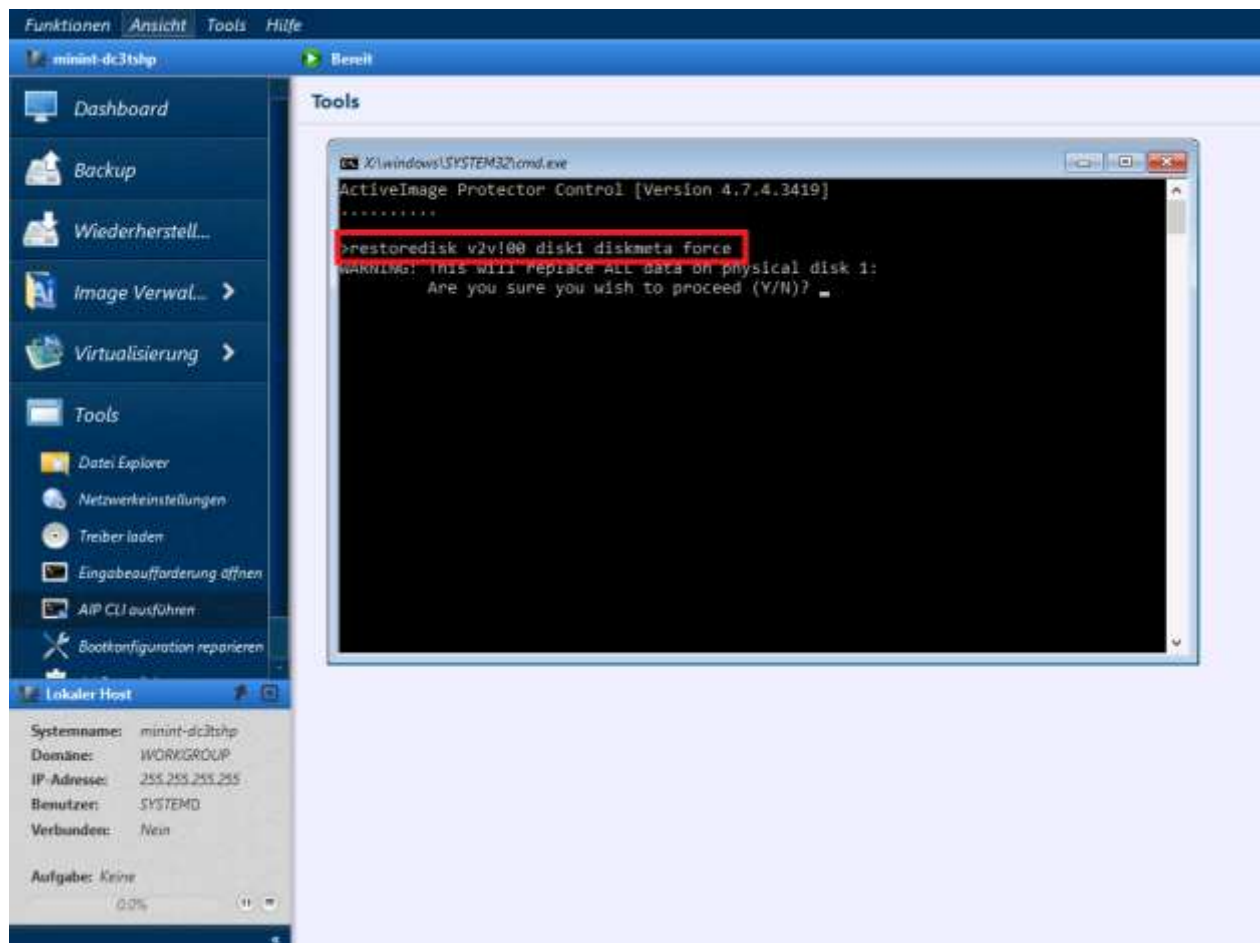 Funktionen Ansicht Tools Hilfe
minint-dc3tshp
Bereit
Dashboard
Backup
Wiederherstell...
Image Verwal...
Virtualisierung
Tools
Datei Explorer
Netzwerkeinstellungen
Treiber laden
Eingabeaufforderung öffnen
AIP CLI ausführen
Bootkonfiguration reparieren
Lokaler Host
Systemname: minint-dc3tshp
Domäne: WORKGROUP
IP-Adresse: 255.255.255.255
Benutzer:
Verbunden: Nein
Aufgabe: Keine
0.0%
Tools
X:\windows\SYSTEM32\cmd.exe
ActiveImage Protector Control [Version 4.7.4.3419]
..........
>restoredisk v2v!00 disk1 diskmeta force
WARNING! This will replace ALL data on physical disk 1:
Are you sure you wish to proceed (Y/N)? _